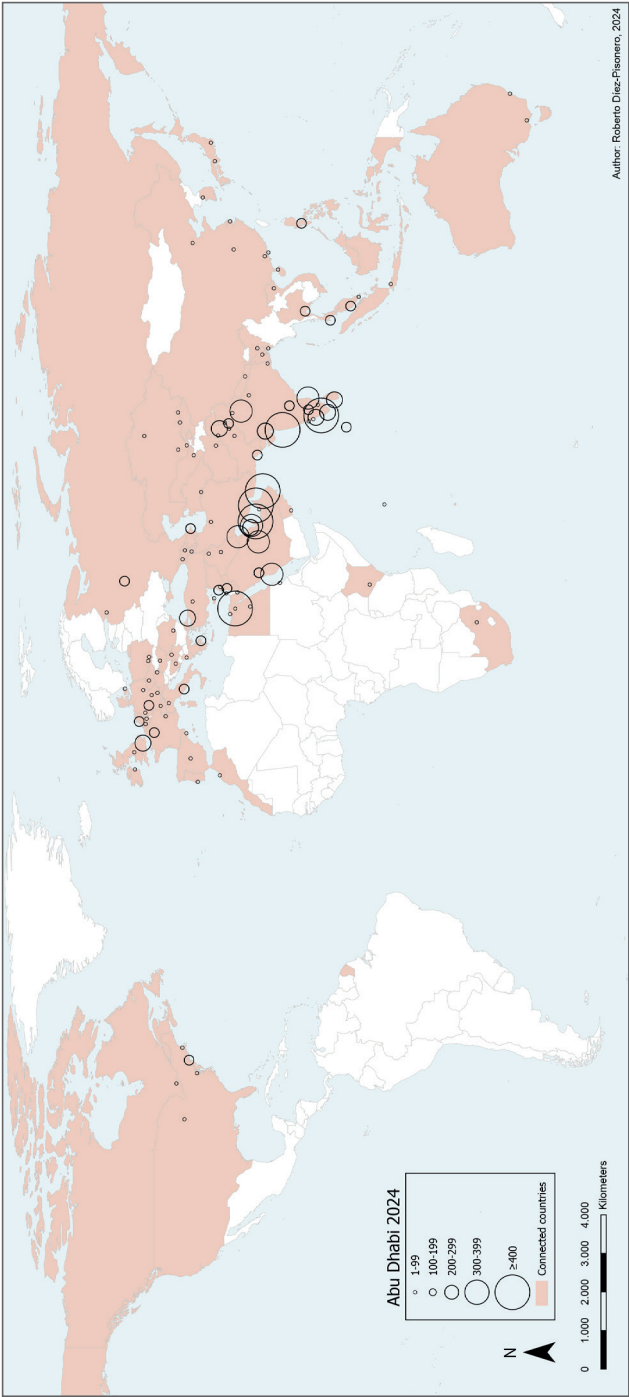 Author: Roberto Díez-Pisonero, 2024
Abu Dhabi 2024
1-99
100-199
200-299
300-399
≥400
Connected countries
N
0 1.000 2.000 3.000 4.000
Kilometers